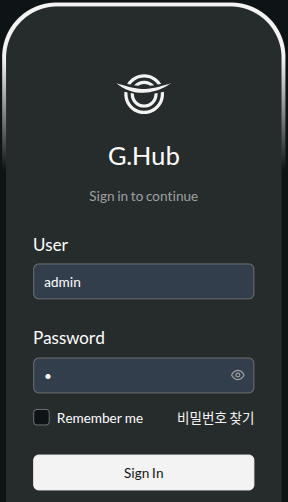 G.Hub
Sign in to continue
User
admin
Password
•
Remember me 비밀번호 찾기
Sign In